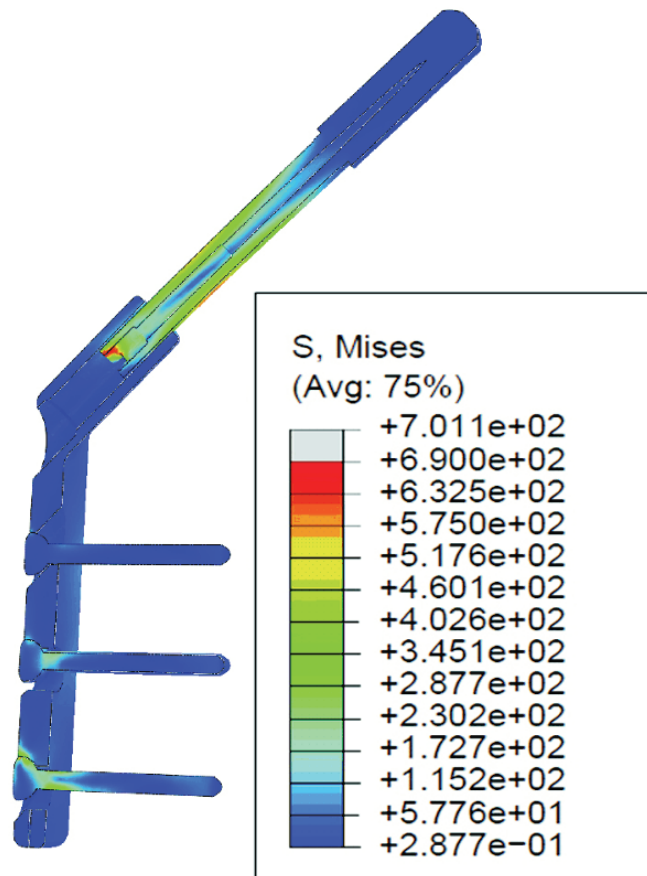 S, Mises
(Avg: 75%)
+7.011e+02
+6.900e+02
+6.325e+02
+5.750e+02
+5.176e+02
+4.601e+02
+4.026e+02
+3.451e+02
+2.877e+02
+2.302e+02
+1.727e+02
+1.152e+02
+5.776e+01
+2.877e−01